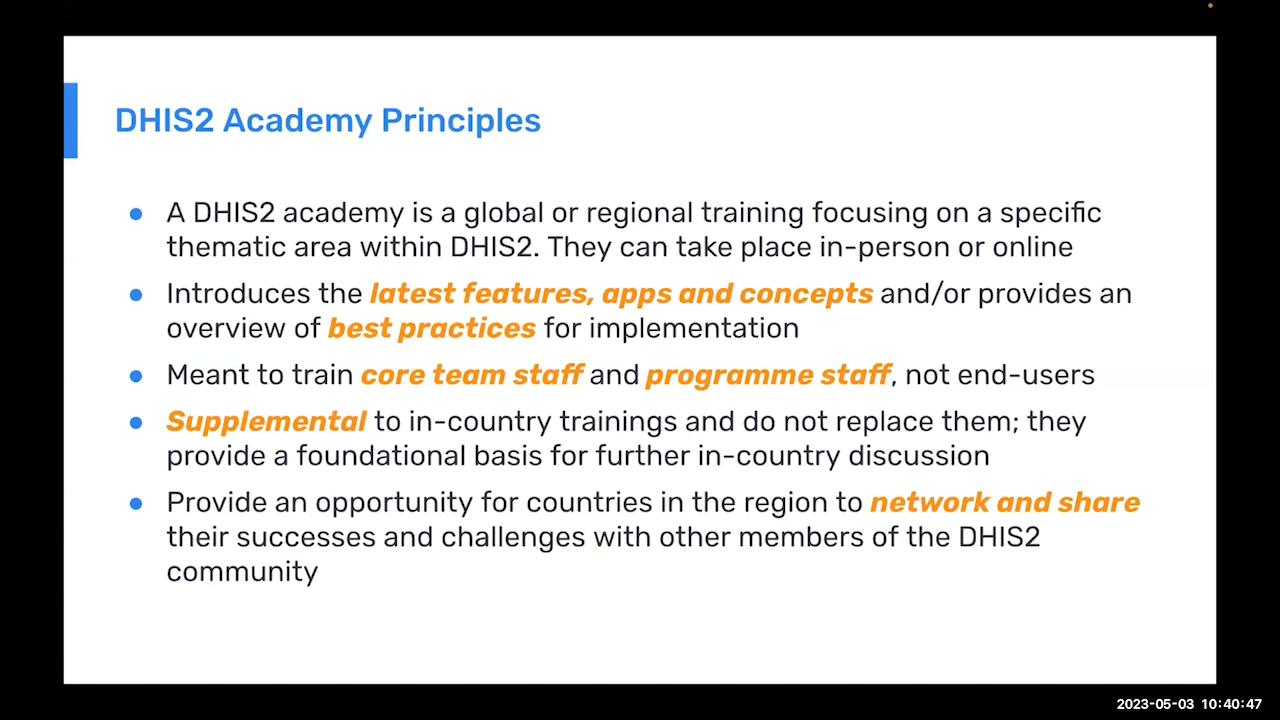 DHIS2 Academy Principles
● A DHIS2 academy is a global or regional training focusing on a specific
thematic area within DHIS2. They can take place in-person or online
● Introduces the latest features, apps and concepts and/or provides an
overview of best practices for implementation
● Meant to train core team staff and programme staff, not end-users
● Supplemental to in-country trainings and do not replace them; they
provide a foundational basis for further in-country discussion
● Provide an opportunity for countries in the region to network and share
their successes and challenges with other members of the DHIS2
community
2023-05-03 10:40:47